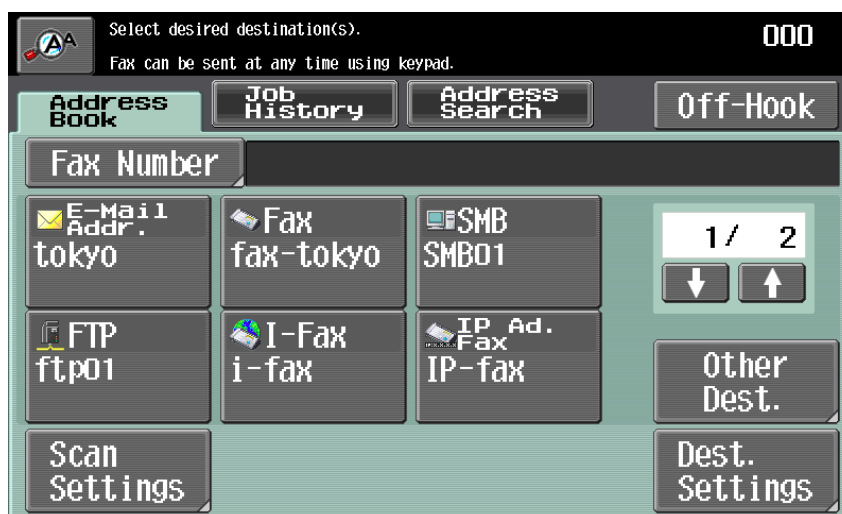 Select desired destination(s).
000
Fax can be sent at any time using keypad.
Address
Book
Job
History
Address
Search
Off-Hook
Fax Number
E-Mail
Addr.
tokyo
Fax
fax-tokyo
SMB
SMB01
1/ 2
FTP
ftp01
I-Fax
i-fax
IP Ad.
Fax
IP-fax
Other
Dest.
Scan
Settings
Dest.
Settings